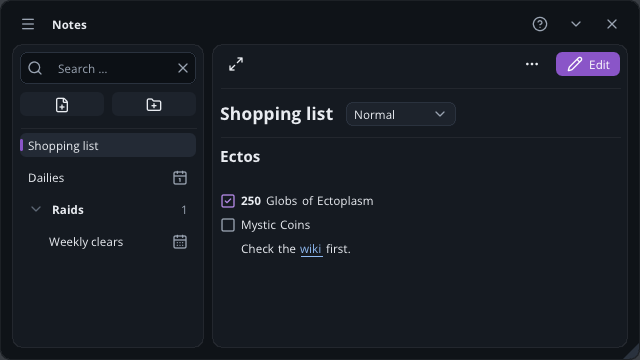 Notes
Search ...
Edit
Shopping list
Dailies
Raids 1
Weekly clears
Shopping list Normal
Ectos
250 Globs of Ectoplasm
Mystic Coins
Check the wiki first.